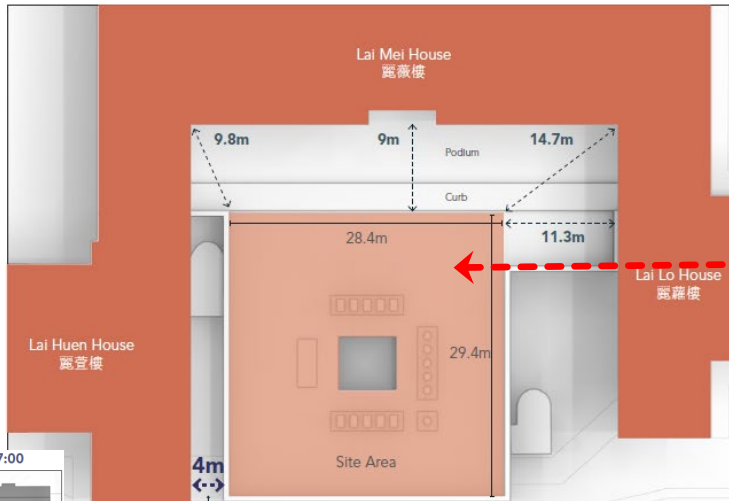 Lai Mei House
麗薇樓
9.8m
9m
14.7m
Podium
Curb
28.4m
11.3m
Lai Lo House
麗蘿樓
Lai Huen House
麗萱樓
29.4m
7:00
4m
Site Area